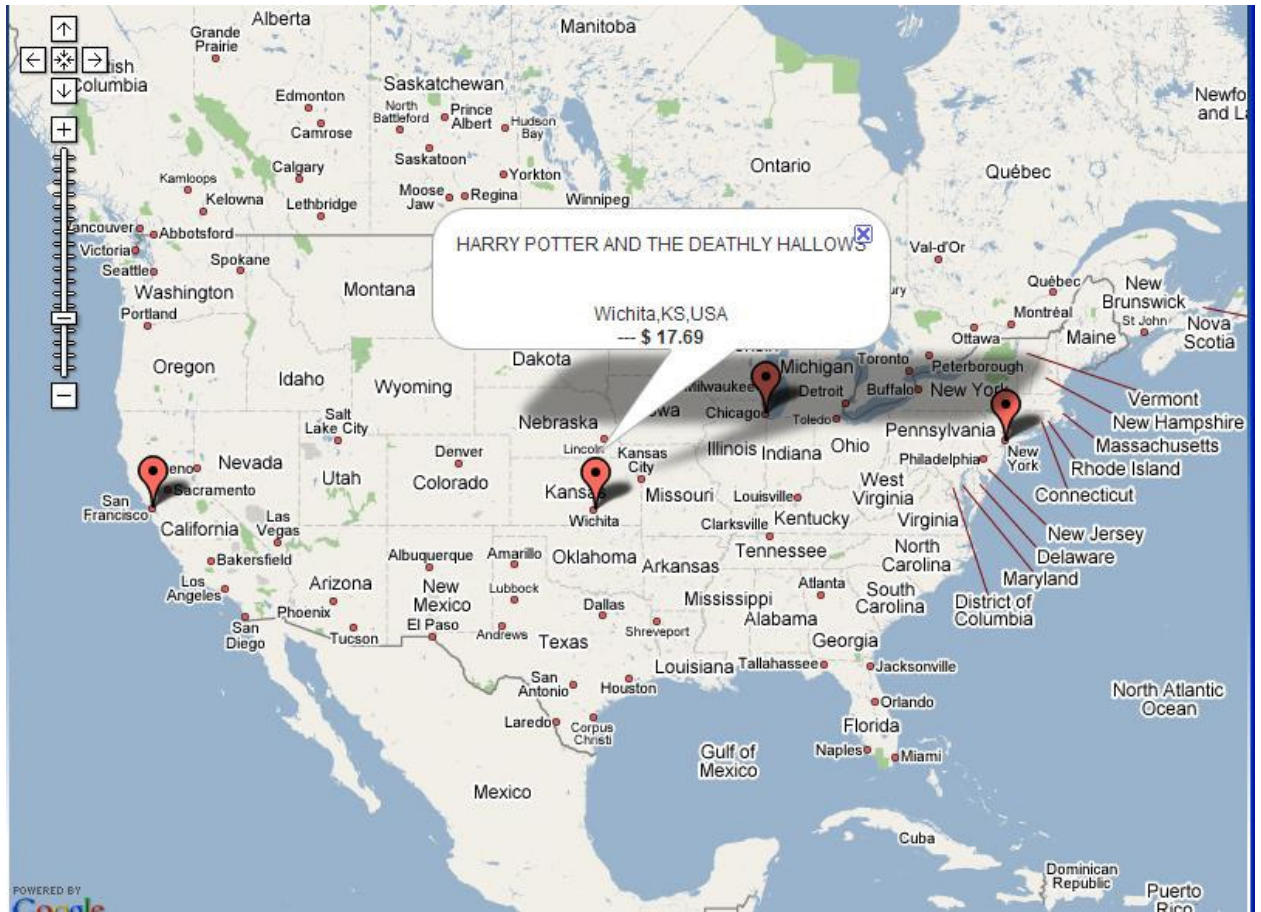 Alberta
Manitoba
Grande
Prairie
Columbia
Saskatchewan
Newfo
Edmonton
North
Battleford
Prince
Albert
Hudson
Bay
Camrose
Saskatoon
Ontario
Québec
Calgary
Yorkton
Kamloops
Kelowna
Lethbridge
Moose
Jaw
Regina
Winnipeg
Abbotsford
Victoria
Seattle
Spokane
HARRY POTTER AND THE DEATHLY HALLOWS
Val-d'Or
Washington
Montana
Québec
New
Brunswick
Portland
Wichita,KS,USA
--- $ 17.69
Montréal
St John
Nova
Scotia
Ottawa
Maine
Oregon
Idaho
Wyoming
Dakota
Michigan
Toronto
Peterborough
Milwaukee
Detroit
Buffalo
New York
Vermont
Salt
Lake City
Nebraska
Chicago
Toledo
New Hampshire
Pennsylvania
Massachusetts
Nevada
Utah
Denver
Colorado
Lincoln
Kansas
City
Illinois
Indiana
Ohio
Philadelphia
New
York
Rhode Island
Sacramento
Kansas
Missouri
Louisville
West
Virginia
Connecticut
San
Francisco
California
Las
Vegas
Wichita
Clarksville
Kentucky
Virginia
New Jersey
Bakersfield
Albuquerque
Amarillo
Oklahoma
Arkansas
Tennessee
North
Carolina
Delaware
Los
Angeles
Arizona
New
Mexico
Lubbock
Atlanta
South
Carolina
Maryland
Phoenix
Dallas
Mississippi
Alabama
District of
Columbia
San
Diego
Tucson
El Paso
Andrews
Texas
Shreveport
Georgia
Louisiana
Tallahassee
Jacksonville
San
Antonio
Houston
Orlando
North Atlantic
Ocean
Laredo
Corpus
Christi
Florida
Gulf of
Mexico
Naples
Miami
Mexico
Cuba
Dominican
Republic
Puerto
Rico
POWERED BY
Google